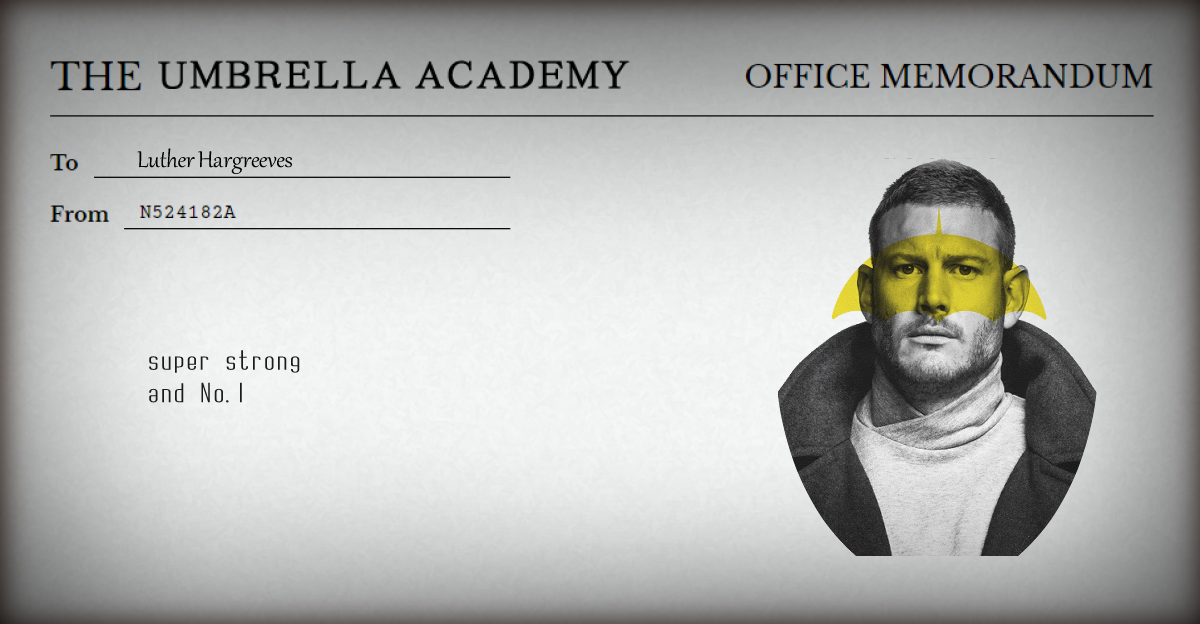 THE UMBRELLA ACADEMY OFFICE MEMORANDUM
To Luther Hargreeves
From N524182A
super strong
and No.1